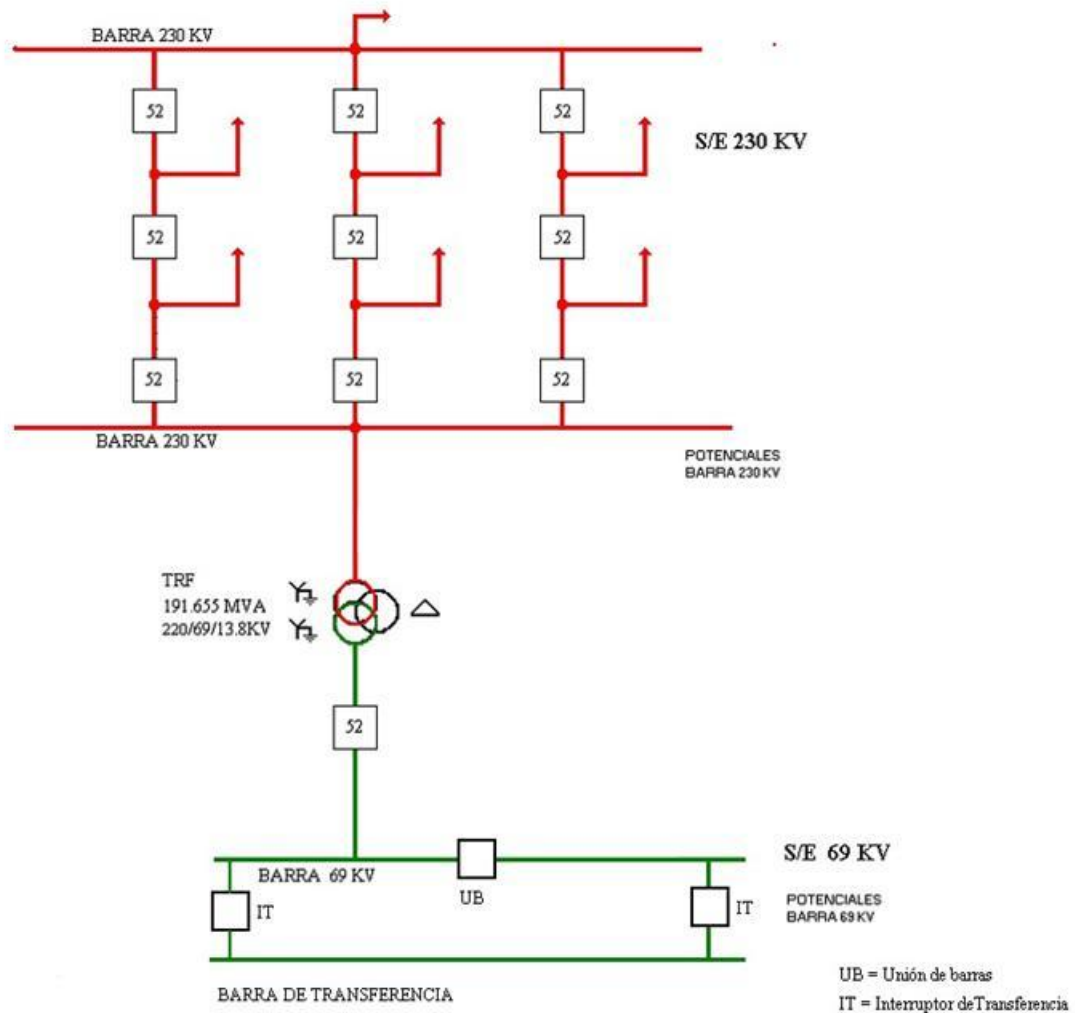 BARRA 230 KV
52
52
52
S/E 230 KV
52
52
52
52
52
52
BARRA 230 KV
POTENCIALES
BARRA 230 KV
TRF
191.655 MVA
220/69/13.8KV
52
S/E 69 KV
BARRA 69 KV
UB
IT
IT
POTENCIALES
BARRA 69 KV
BARRA DE TRANSFERENCIA
UB = Unión de barras
IT = Interruptor de Transferencia